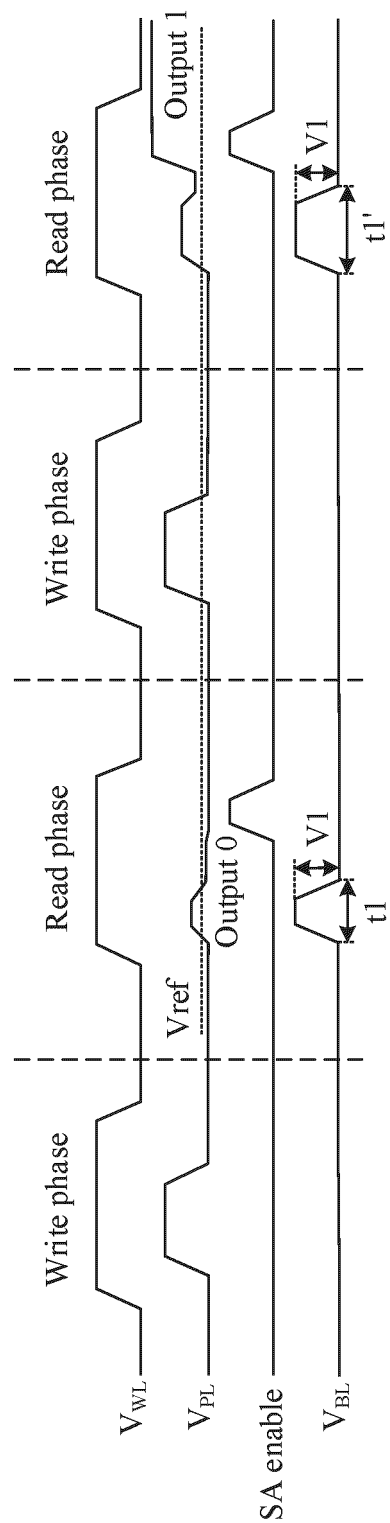 Write phase
Read phase
Write phase
Read phase
V_WL
V_PL
Vref
Output 0
Output 1
SA enable
V_BL
V1
t1
V1
t1'